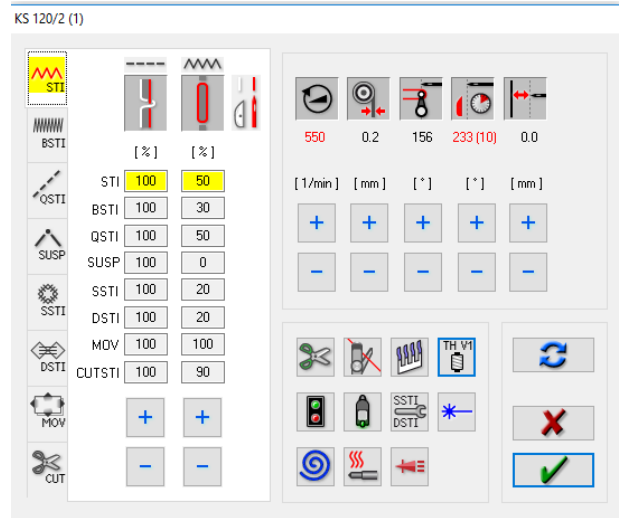 KS 120/2 (1)
STI
BSTI
QSTI
SUSP
SSTI
DSTI
MOV
CUT
[%] [%]
STI 100 50
BSTI 100 30
QSTI 100 50
SUSP 100 0
SSTI 100 20
DSTI 100 20
MOV 100 100
CUTSTI 100 90
+ +
− −
550 0.2 156 233 (10) 0.0
[1/min] [mm] [°] [°] [mm]
+ + + + +
− − − − −
TH V1
SSTI
DSTI